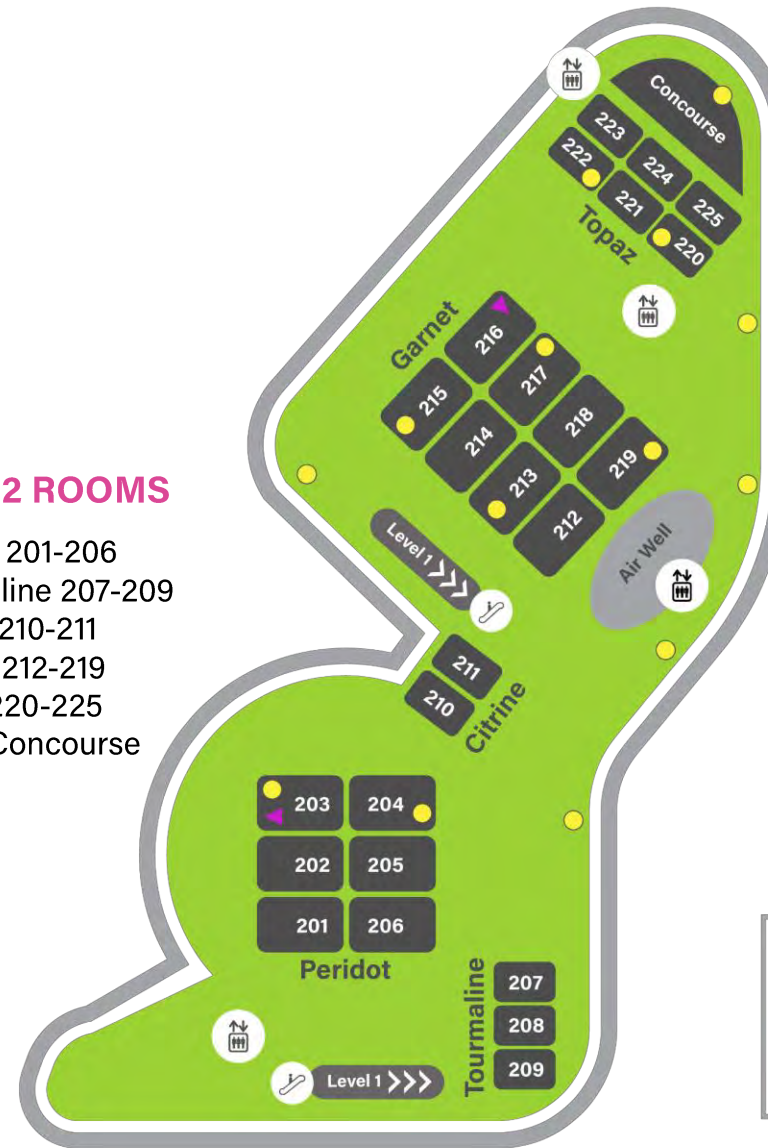 Concourse
223
222
224
225
221
220
Topaz
Garnet
216
217
215
218
214
219
213
212
Level 1
Air Well
2 ROOMS
201-206
line 207-209
210-211
212-219
220-225
Concourse
211
210
Citrine
203
204
202
205
201
206
Peridot
Tourmaline
207
208
209
Level 1